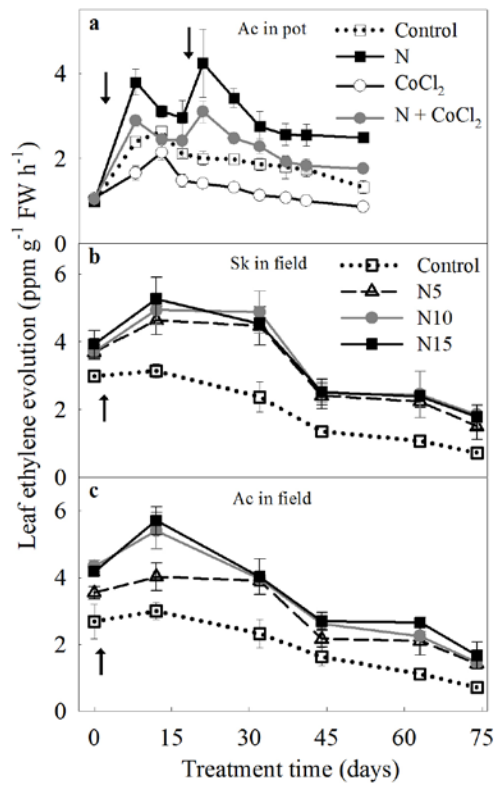 a Ac in pot
Control
N
CoCl2
N + CoCl2
4
2
0
b Sk in field
Control
N5
N10
N15
6
4
2
0
c Ac in field
6
4
2
0
Leaf ethylene evolution (ppm g-1 FW h-1)
0 15 30 45 60 75
Treatment time (days)